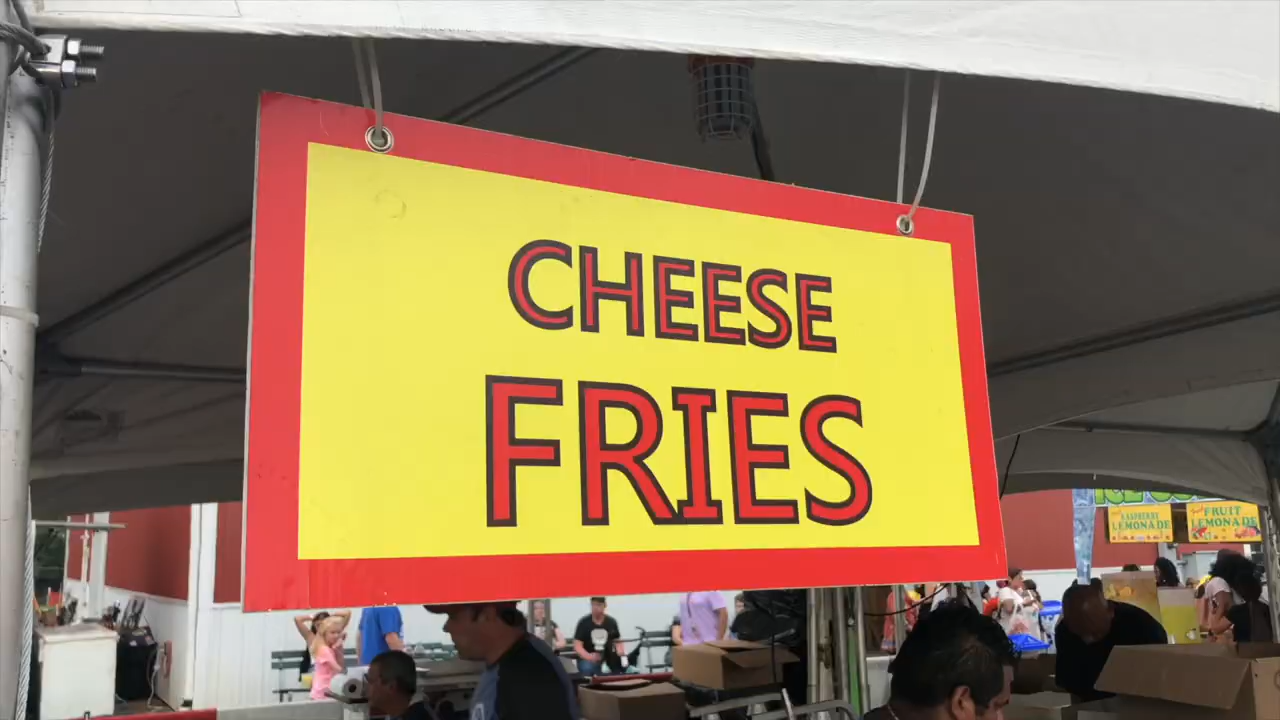 CHEESE
FRIES
RASPBERRY
LEMONADE
FRUIT
LEMONADE